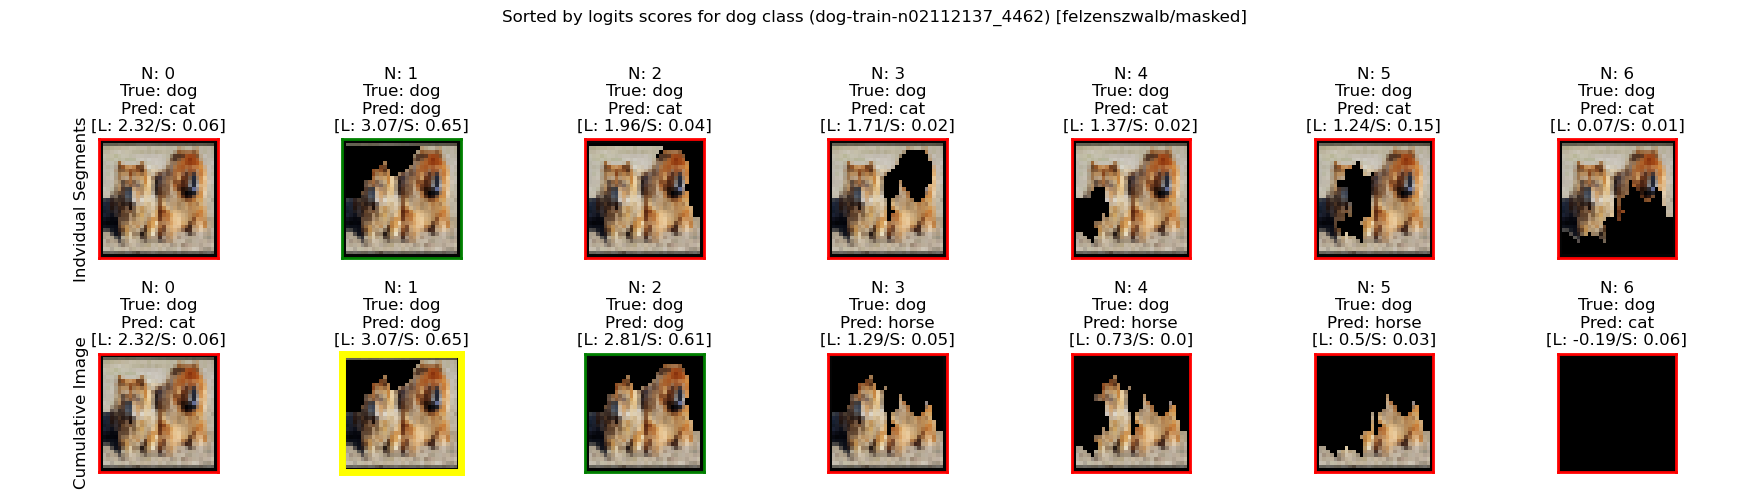 Sorted by logits scores for dog class (dog-train-n02112137_4462) [felzenszwalb/masked]
Indvidual Segments
N: 0
True: dog
Pred: cat
[L: 2.32/S: 0.06]
N: 1
True: dog
Pred: dog
[L: 3.07/S: 0.65]
N: 2
True: dog
Pred: cat
[L: 1.96/S: 0.04]
N: 3
True: dog
Pred: cat
[L: 1.71/S: 0.02]
N: 4
True: dog
Pred: cat
[L: 1.37/S: 0.02]
N: 5
True: dog
Pred: cat
[L: 1.24/S: 0.15]
N: 6
True: dog
Pred: cat
[L: 0.07/S: 0.01]
Cumulative Image
N: 0
True: dog
Pred: cat
[L: 2.32/S: 0.06]
N: 1
True: dog
Pred: dog
[L: 3.07/S: 0.65]
N: 2
True: dog
Pred: dog
[L: 2.81/S: 0.61]
N: 3
True: dog
Pred: horse
[L: 1.29/S: 0.05]
N: 4
True: dog
Pred: horse
[L: 0.73/S: 0.0]
N: 5
True: dog
Pred: horse
[L: 0.5/S: 0.03]
N: 6
True: dog
Pred: cat
[L: -0.19/S: 0.06]